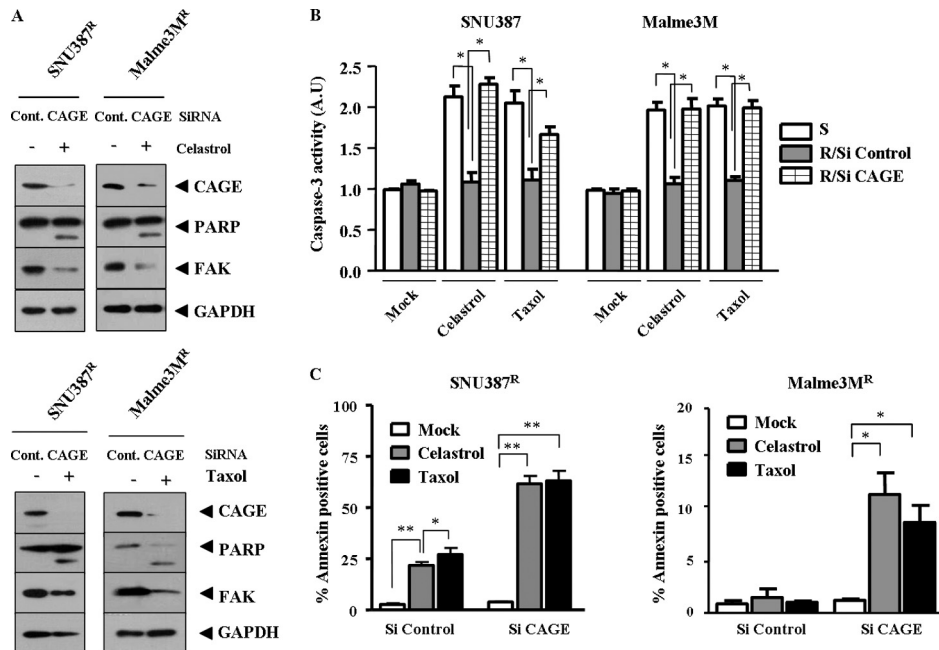 A
SNU387R Malme3MR
Cont. CAGE Cont. CAGE SiRNA
- + - + Celastrol
CAGE
PARP
FAK
GAPDH
SNU387R Malme3MR
Cont. CAGE Cont. CAGE SiRNA
- + - + Taxol
CAGE
PARP
FAK
GAPDH
B
SNU387 Malme3M
Caspase-3 activity (A.U)
2.5
2.0
1.5
1.0
0.5
0.0
* * * * * * * *
Mock Celastrol Taxol Mock Celastrol Taxol
S
R/Si Control
R/Si CAGE
C
SNU387R
% Annexin positive cells
100
75
50
25
0
Mock
Celastrol
Taxol
** * ** **
Si Control Si CAGE
Malme3MR
% Annexin positive cells
20
15
10
5
0
Mock
Celastrol
Taxol
* *
Si Control Si CAGE